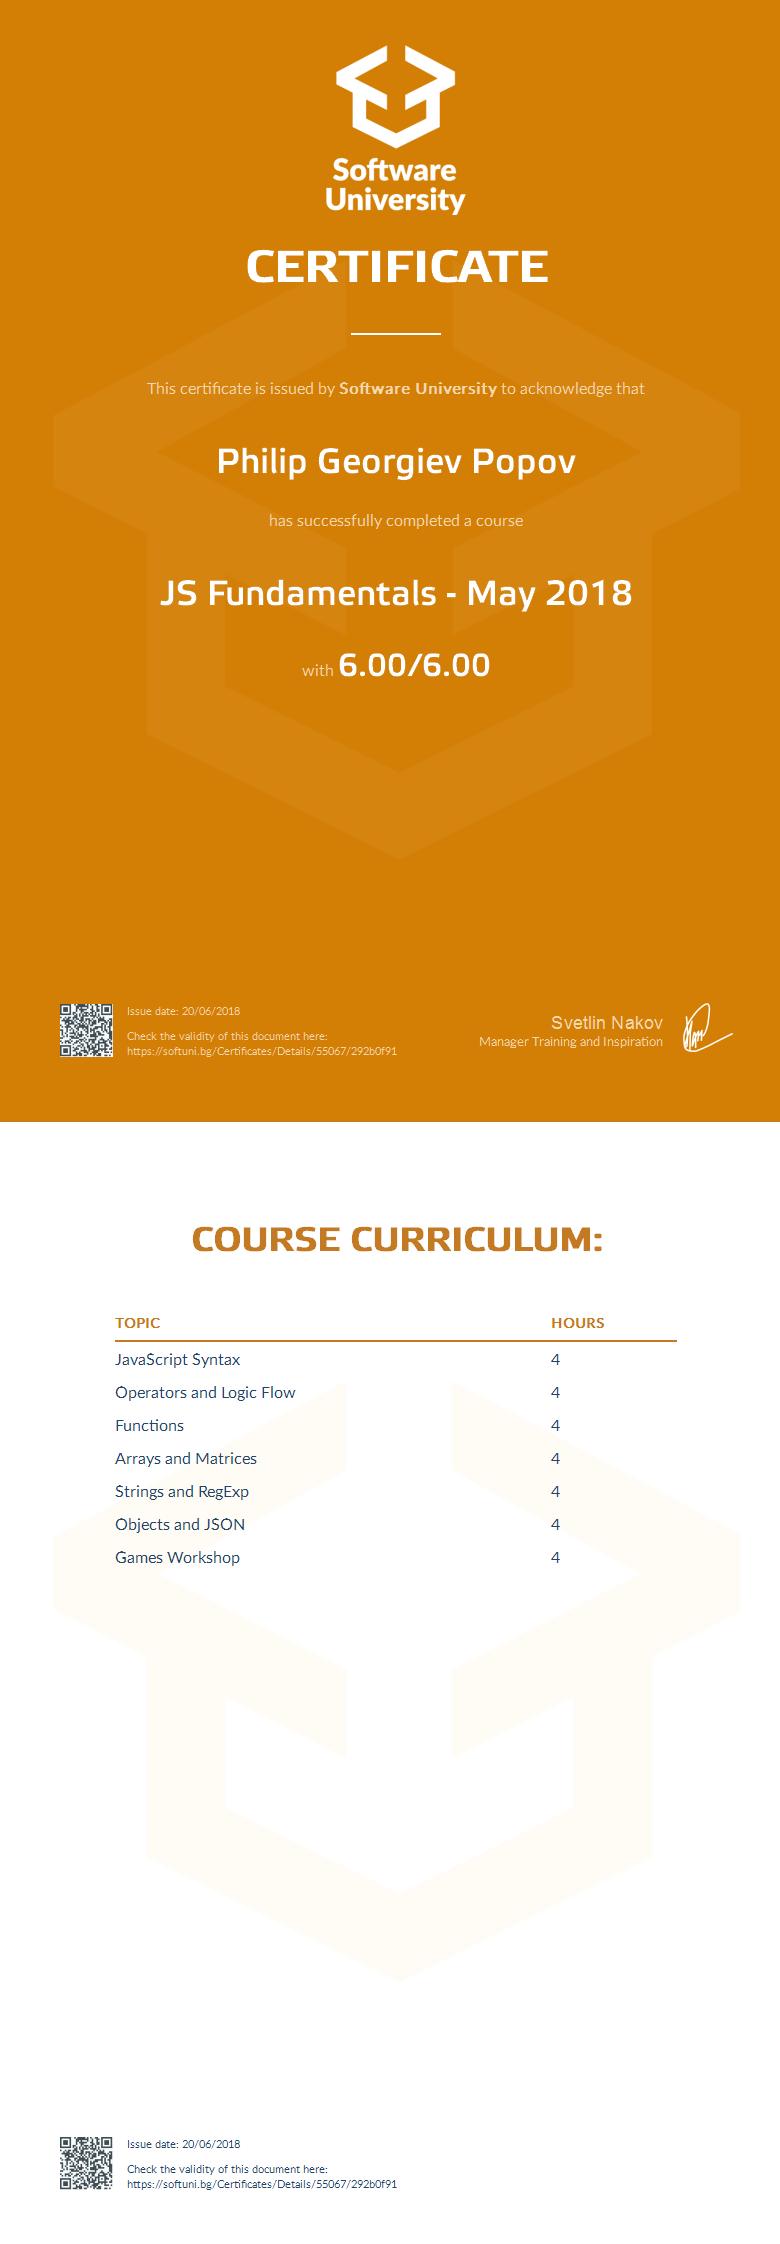 Software
University
CERTIFICATE
This certificate is issued by Software University to acknowledge that
Philip Georgiev Popov
has successfully completed a course
JS Fundamentals - May 2018
with 6.00/6.00
Issue date: 20/06/2018
Check the validity of this document here:
https://softuni.bg/Certificates/Details/55067/292b0f91
Svetlin Nakov
Manager Training and Inspiration
COURSE CURRICULUM:
TOPIC HOURS
JavaScript Syntax 4
Operators and Logic Flow 4
Functions 4
Arrays and Matrices 4
Strings and RegExp 4
Objects and JSON 4
Games Workshop 4
Issue date: 20/06/2018
Check the validity of this document here:
https://softuni.bg/Certificates/Details/55067/292b0f91